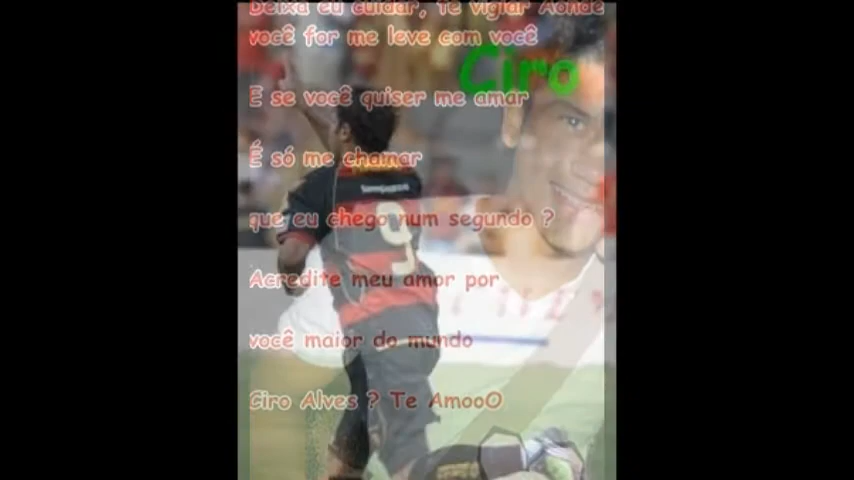 Deixa eu cuidar, te vigiar Aonde
você for me leve com você
Ciro
E se você quiser me amar
É só me chamar
que eu chego num segundo ?
9
Acredite meu amor por
você maior do mundo
Ciro Alves ? Te AmooO